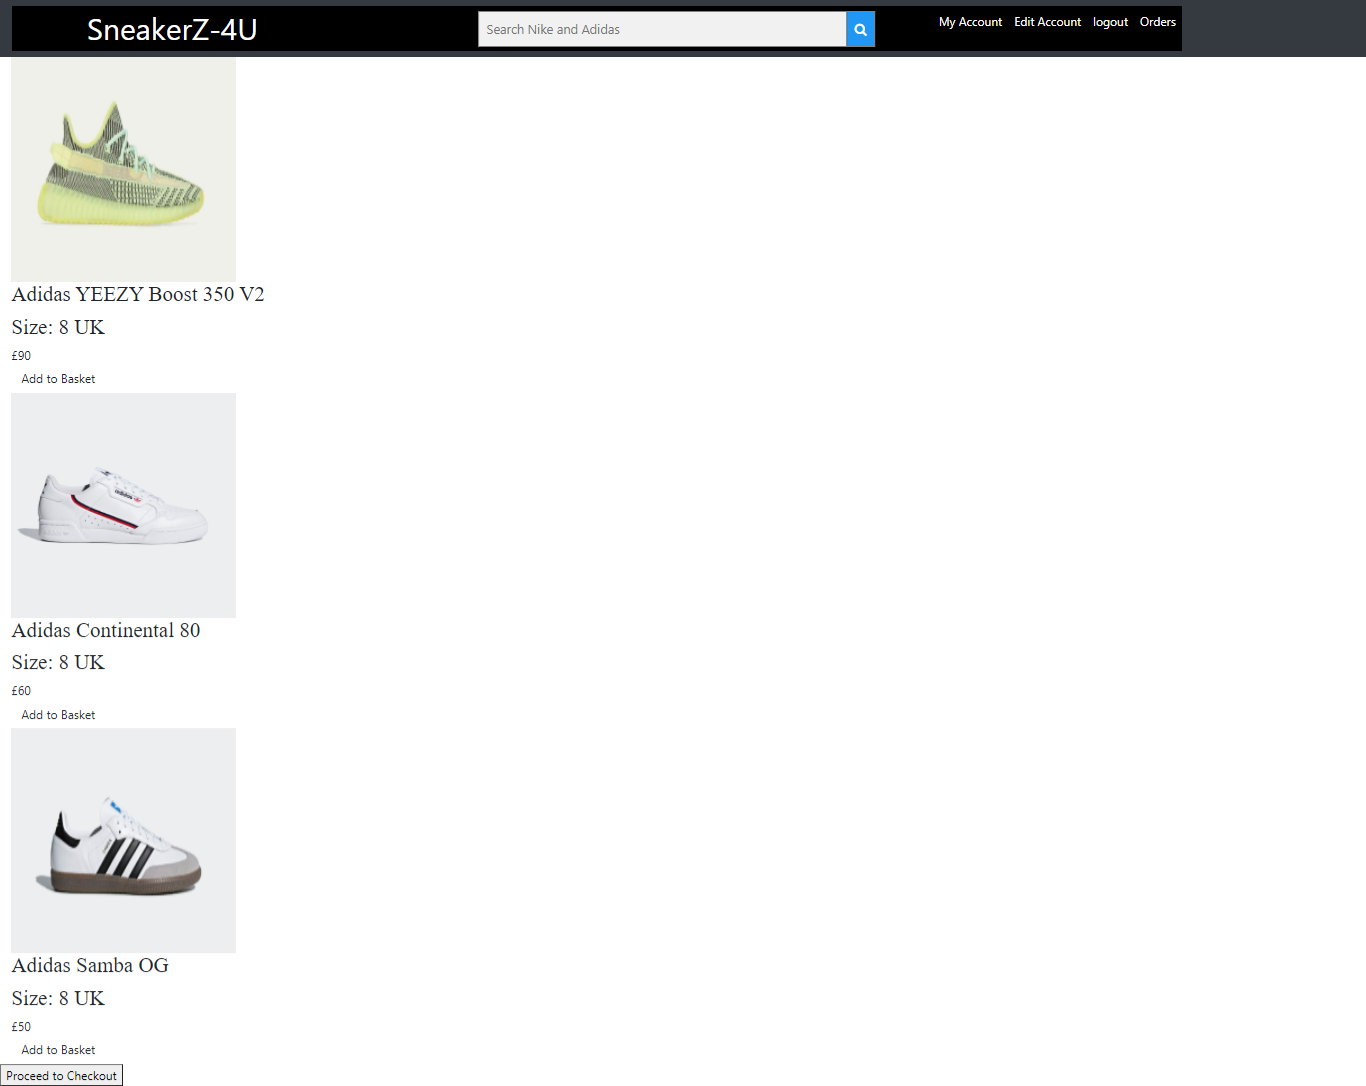 SneakerZ-4U
Search Nike and Adidas
My Account Edit Account logout Orders
Adidas YEEZY Boost 350 V2
Size: 8 UK
£90
Add to Basket
adidas
Adidas Continental 80
Size: 8 UK
£60
Add to Basket
Adidas Samba OG
Size: 8 UK
£50
Add to Basket
Proceed to Checkout